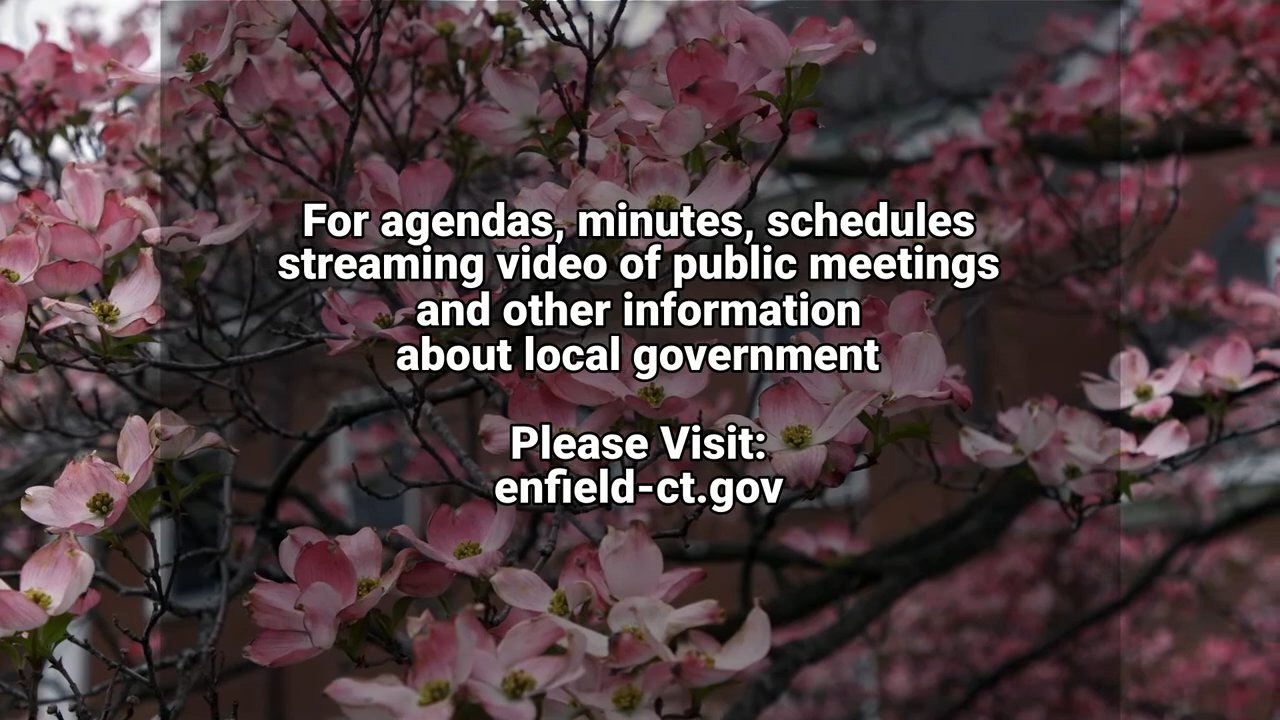 For agendas, minutes, schedules
streaming video of public meetings
and other information
about local government
Please Visit:
enfield-ct.gov